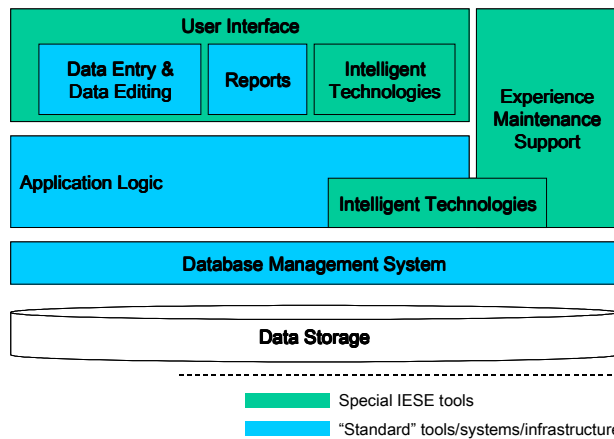 User Interface
Data Entry &
Data Editing
Reports
Intelligent
Technologies
Experience
Maintenance
Support
Application Logic
Intelligent Technologies
Database Management System
Data Storage
Special IESE tools
“Standard” tools/systems/infrastructure